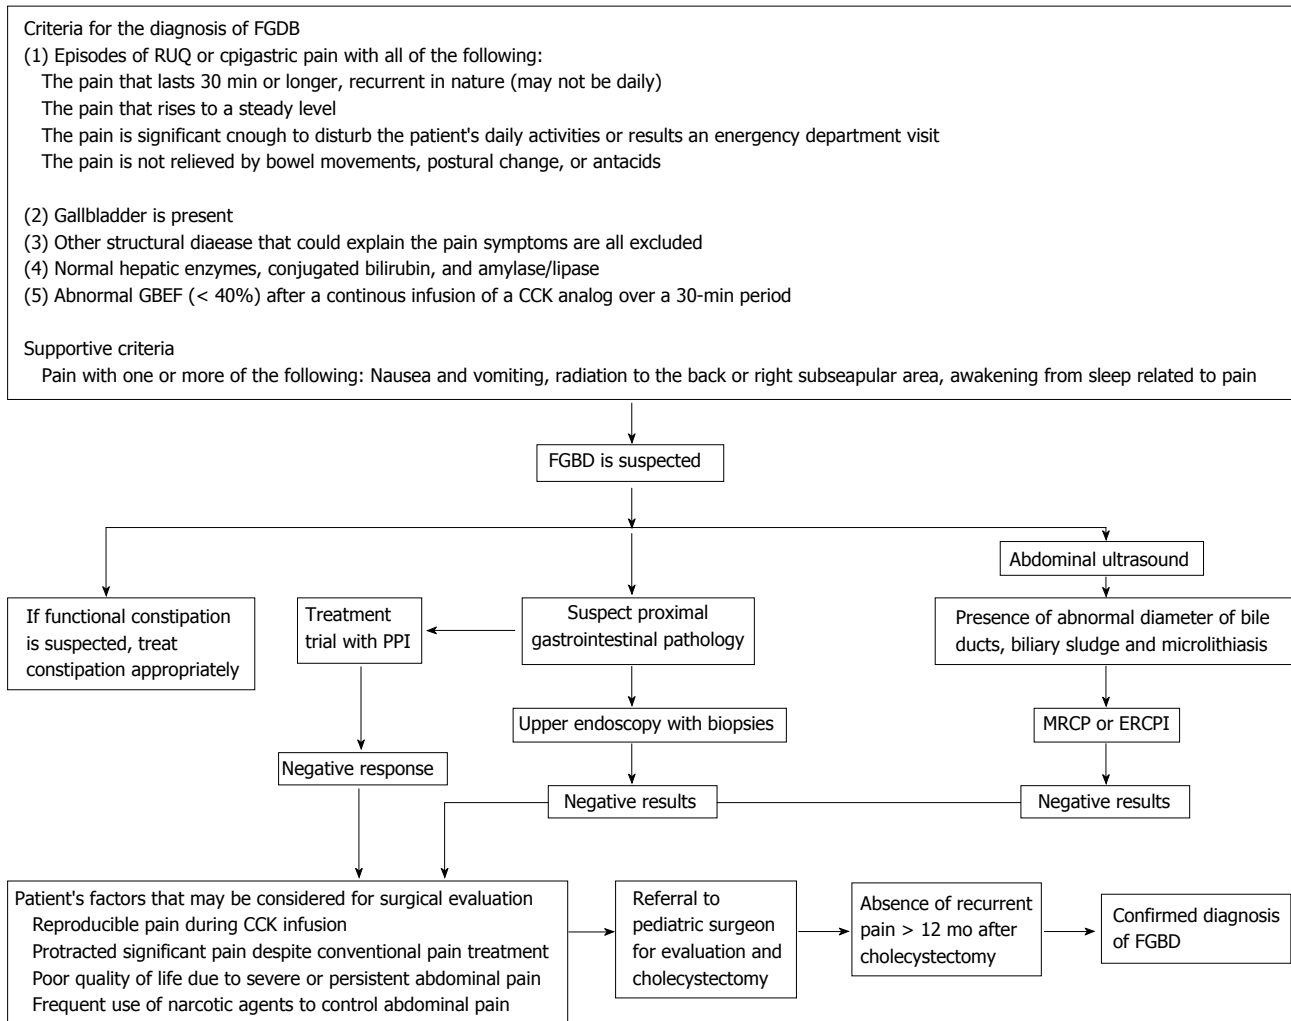 Criteria for the diagnosis of FGDB
(1) Episodes of RUQ or cpigastric pain with all of the following:
The pain that lasts 30 min or longer, recurrent in nature (may not be daily)
The pain that rises to a steady level
The pain is significant cnough to disturb the patient's daily activities or results an energency department visit
The pain is not relieved by bowel movements, postural change, or antacids
(2) Gallbladder is present
(3) Other structural diaease that could explain the pain symptoms are all excluded
(4) Normal hepatic enzymes, conjugated bilirubin, and amylase/lipase
(5) Abnormal GBEF (< 40%) after a continous infusion of a CCK analog over a 30-min period
Supportive criteria
Pain with one or more of the following: Nausea and vomiting, radiation to the back or right subseapular area, awakening from sleep related to pain
FGBD is suspected
Abdominal ultrasound
If functional constipation
is suspected, treat
constipation appropriately
Treatment
trial with PPI
Suspect proximal
gastrointestinal pathology
Presence of abnormal diameter of bile
ducts, biliary sludge and microlithiasis
Upper endoscopy with biopsies
MRCP or ERCPI
Negative response
Negative results
Negative results
Patient's factors that may be considered for surgical evaluation
Reproducible pain during CCK infusion
Protracted significant pain despite conventional pain treatment
Poor quality of life due to severe or persistent abdominal pain
Frequent use of narcotic agents to control abdominal pain
Referral to
pediatric surgeon
for evaluation and
cholecystectomy
Absence of recurrent
pain > 12 mo after
cholecystectomy
Confirmed diagnosis
of FGBD